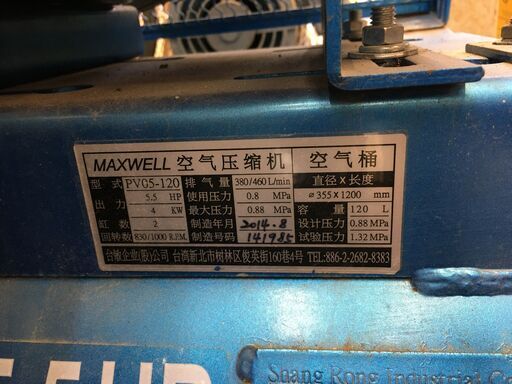 MAXWELL 空气压缩机 空气桶
型式 PV05-120 排气量 380/460 L/min 直径×长度
出力 5.5 HP 使用压力 0.8 MPa ⌀355×1200 mm
4 KW 最大压力 0.88 MPa 容量 120 L
缸数 2 制造年月 2014.8 设计压力 0.88 MPa
回转数 830/1000 R.P.M. 制造号码 141985 试验压力 1.32 MPa
台敏企业(股)公司 台湾新北市树林区俊英街160巷4号 TEL:886-2-2682-8383
Shang Rong Industrial Co